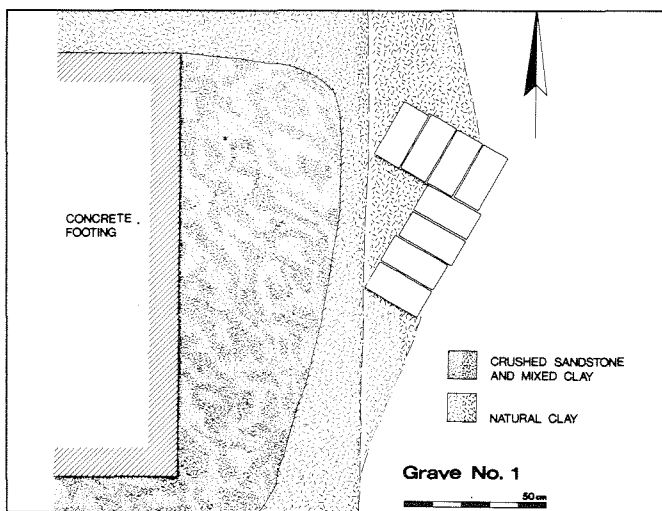 CONCRETE
FOOTING
CRUSHED SANDSTONE
AND MIXED CLAY
NATURAL CLAY
Grave No. 1
50cm